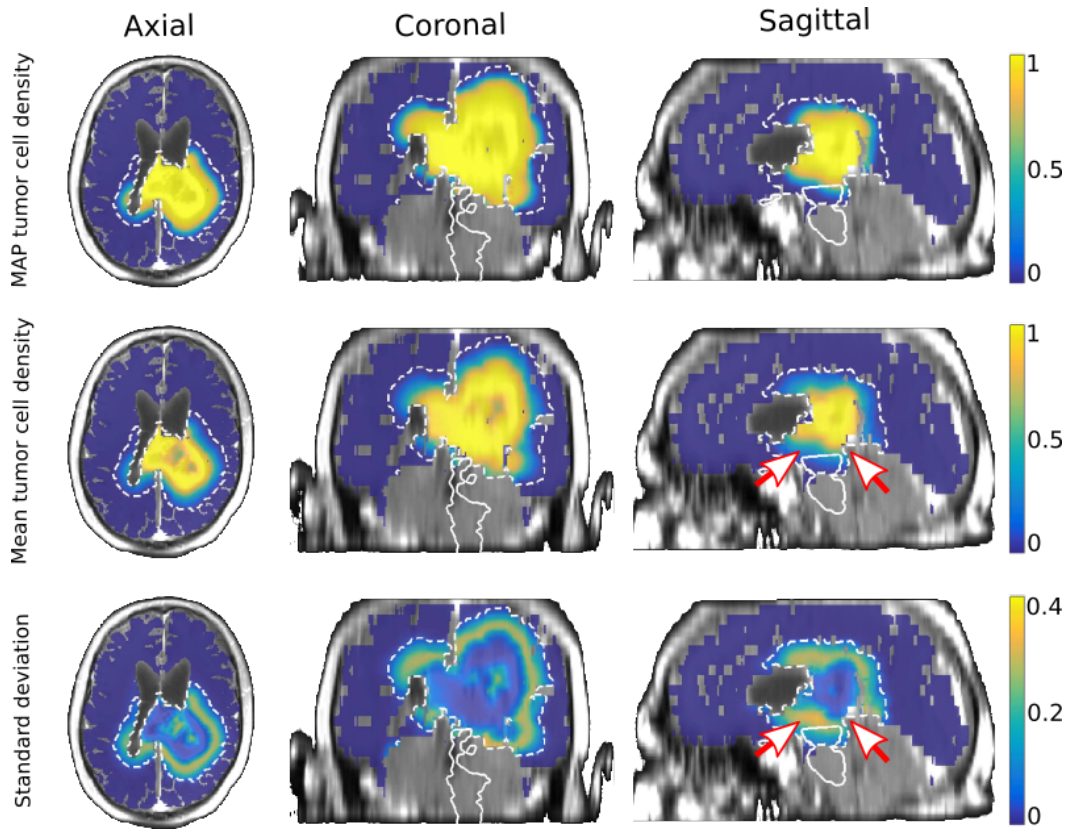 Axial
Coronal
Sagittal
MAP tumor cell density
1
0.5
0
Mean tumor cell density
1
0.5
0
Standard deviation
0.4
0.2
0